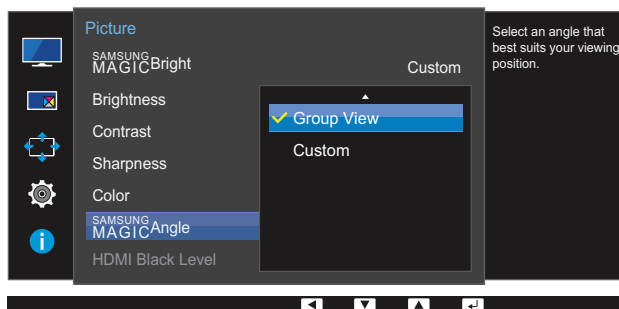 Picture
SAMSUNG
MAGICBright
Custom
Brightness
Contrast
Sharpness
Color
SAMSUNG
MAGICAngle
HDMI Black Level
Group View
Custom
Select an angle that
best suits your viewing
position.